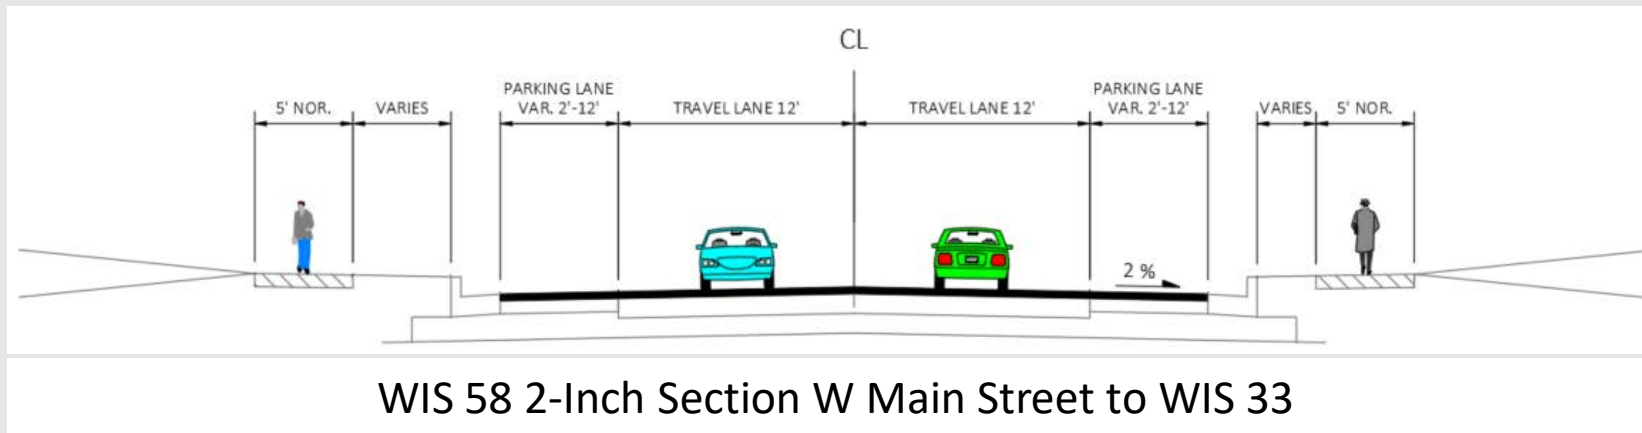 CL
PARKING LANE
VAR. 2'-12'
PARKING LANE
VAR. 2'-12'
5' NOR.
VARIES
TRAVEL LANE 12'
TRAVEL LANE 12'
VARIES
5' NOR.
2 %
WIS 58 2-Inch Section W Main Street to WIS 33